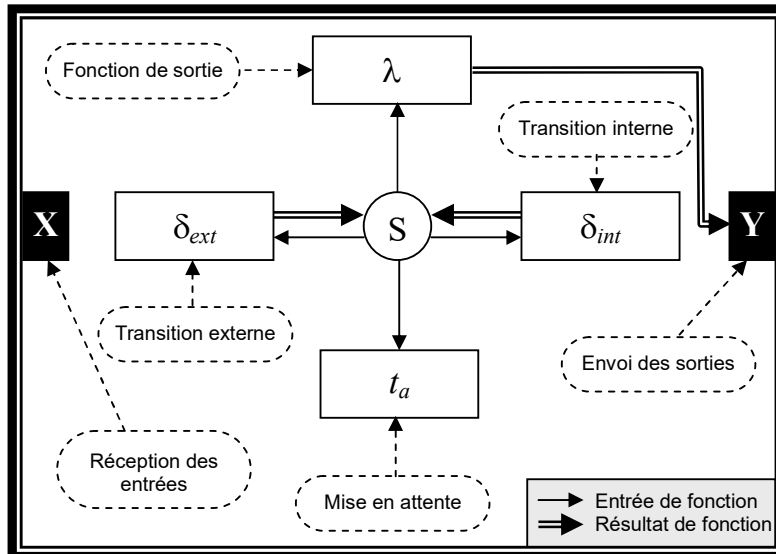 Fonction de sortie
λ
Transition interne
X
δext
S
δint
Y
Transition externe
Envoi des sorties
ta
Réception des
entrées
Mise en attente
Entrée de fonction
Résultat de fonction